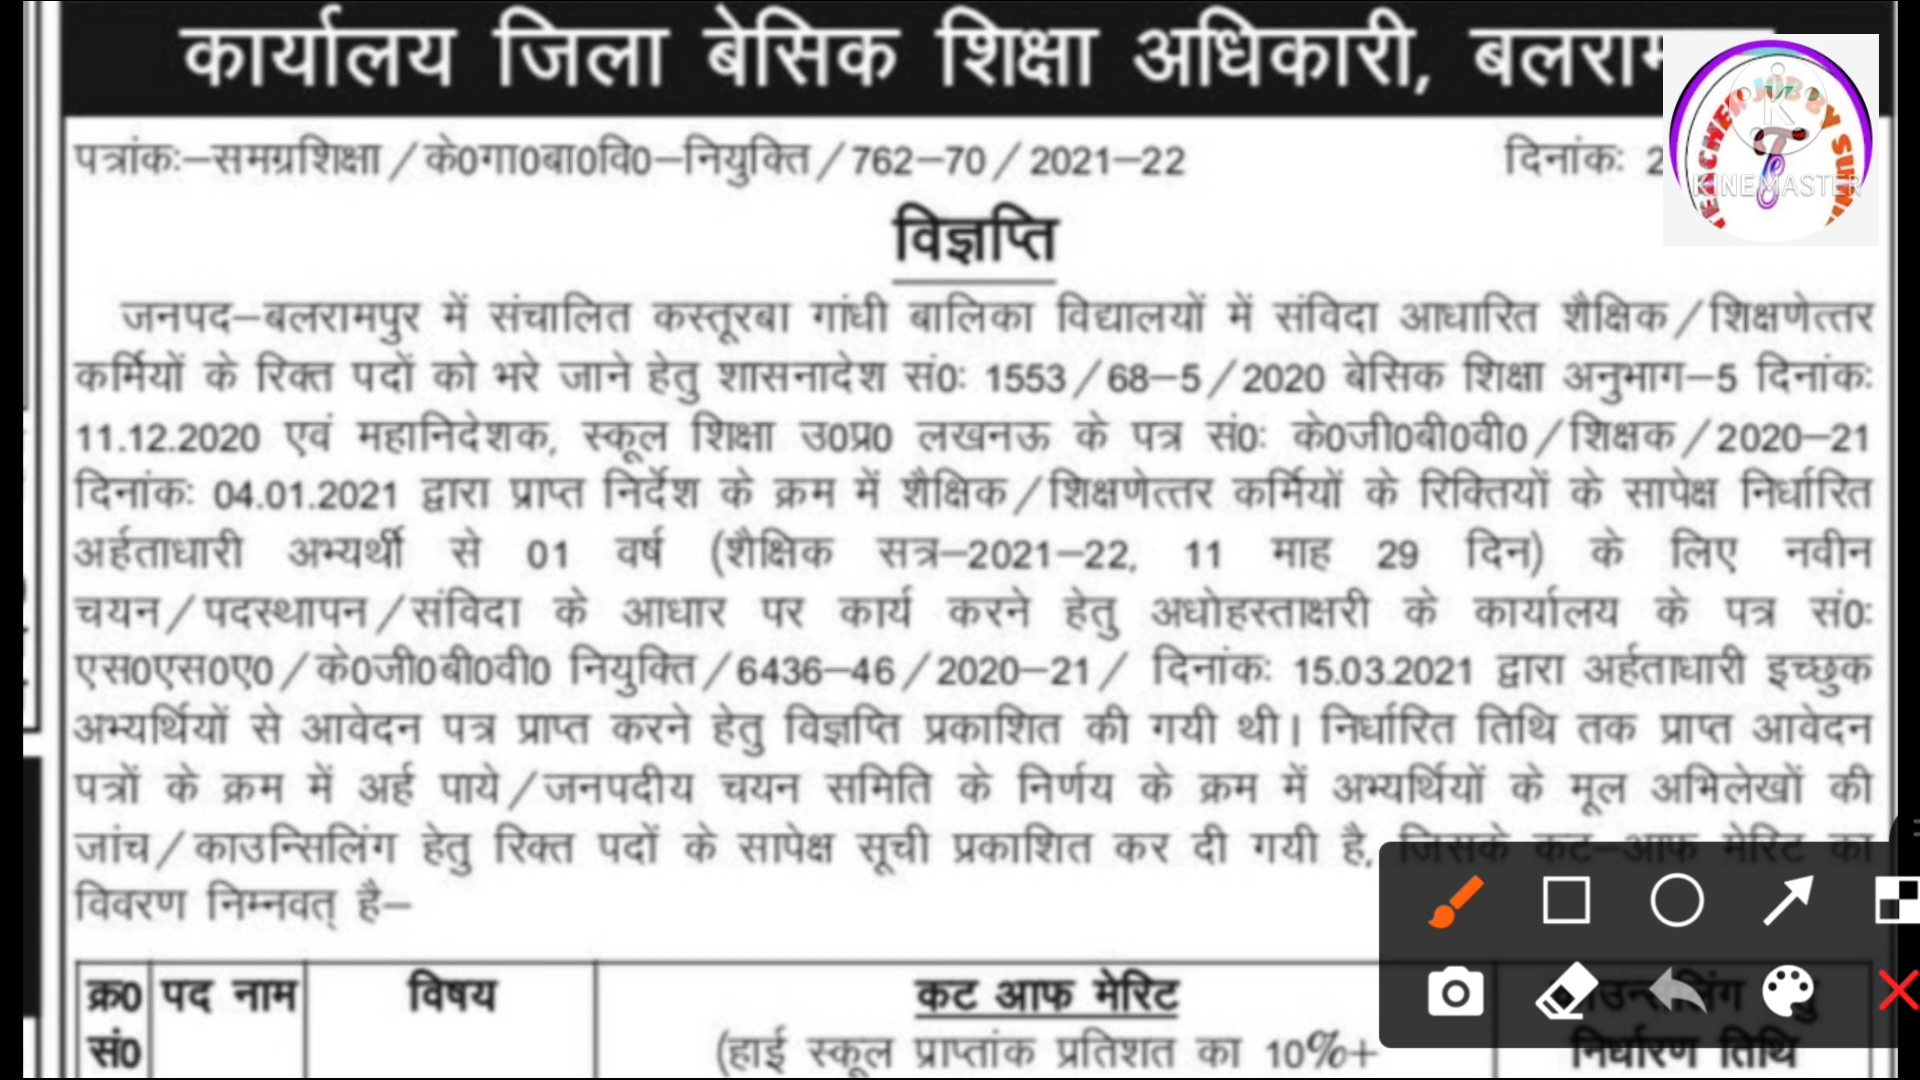 कार्यालय जिला बेसिक शिक्षा अधिकारी,
पत्रांकः–समग्रशिक्षा/के0गा0बा0वि0–नियुक्ति/762–70/2021–22 दिनांकः
विज्ञप्ति
जनपद–बलरामपुर में संचालित कस्तूरबा गांधी बालिका विद्यालयों में संविदा आधारित शैक्षिक/शिक्षणेत्तर
कर्मियों के रिक्त पदों को भरे जाने हेतु शासनादेश सं0ः 1553/68–5/2020 बेसिक शिक्षा अनुभाग–5 दिनांकः
11.12.2020 एवं महानिदेशक, स्कूल शिक्षा उ0प्र0 लखनऊ के पत्र सं0ः के0जी0बी0वी0/शिक्षक/2020–21
दिनांकः 04.01.2021 द्वारा प्राप्त निर्देश के क्रम में शैक्षिक/शिक्षणेत्तर कर्मियों के रिक्तियों के सापेक्ष निर्धारित
अर्हताधारी अभ्यर्थी से 01 वर्ष (शैक्षिक सत्र–2021–22, 11 माह 29 दिन) के लिए नवीन
चयन/पदस्थापन/संविदा के आधार पर कार्य करने हेतु अधोहस्ताक्षरी के कार्यालय के पत्र सं0ः
एस0एस0ए0/के0जी0बी0वी0 नियुक्ति/6436–46/2020–21/ दिनांकः 15.03.2021 द्वारा अर्हताधारी इच्छुक
अभ्यर्थियों से आवेदन पत्र प्राप्त करने हेतु विज्ञप्ति प्रकाशित की गयी थी। निर्धारित तिथि तक प्राप्त आवेदन
पत्रों के क्रम में अर्ह पाये/जनपदीय चयन समिति के निर्णय के क्रम में अभ्यर्थियों के मूल अभिलेखों की
जांच/काउन्सिलिंग हेतु रिक्त पदों के सापेक्ष सूची प्रकाशित कर दी गयी है, जिसके कट–आफ मेरिट का
विवरण निम्नवत् है–
क्र0 सं0 पद नाम विषय कट आफ मेरिट
(हाई स्कूल प्राप्तांक प्रतिशत का 10%+
निर्धारण तिथि
TEACHER JOB BY
KINEMASTER